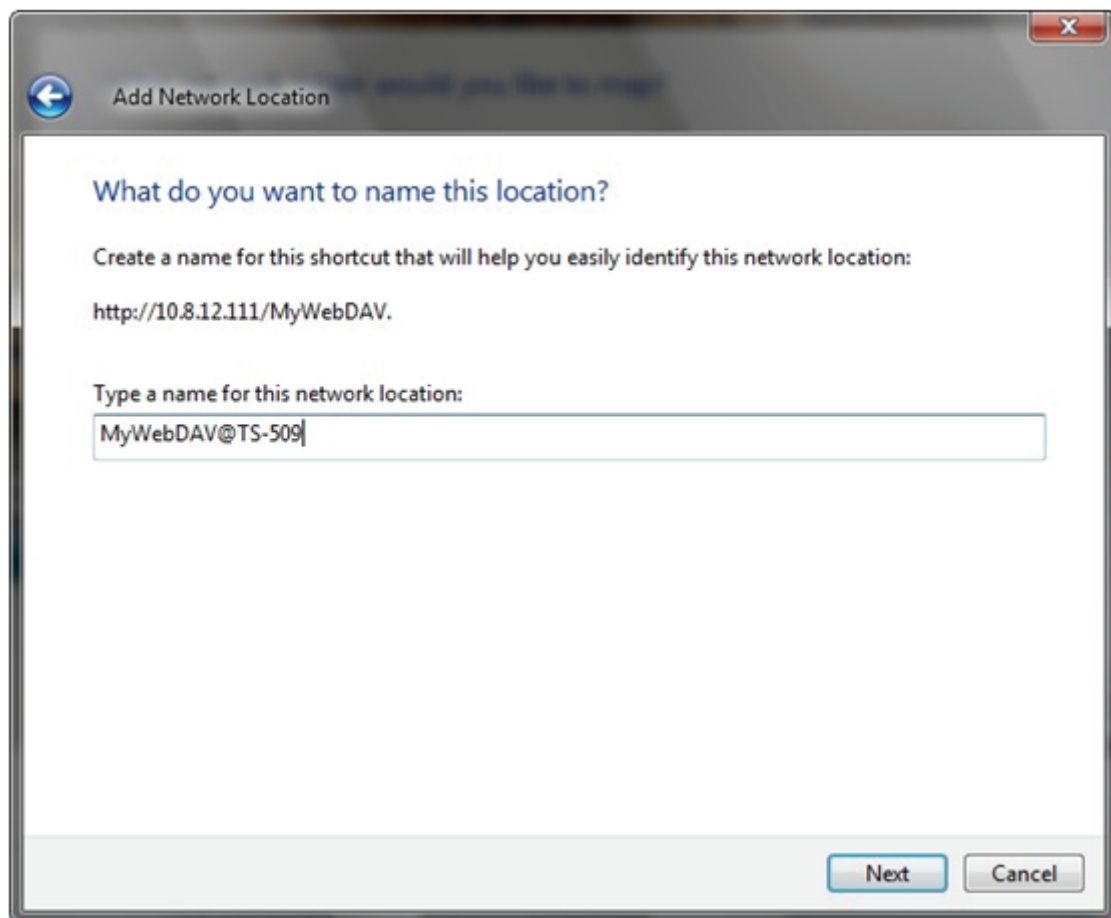 Add Network Location
What do you want to name this location?
Create a name for this shortcut that will help you easily identify this network location:
http://10.8.12.111/MyWebDAV.
Type a name for this network location:
MyWebDAV@TS-509
Next
Cancel